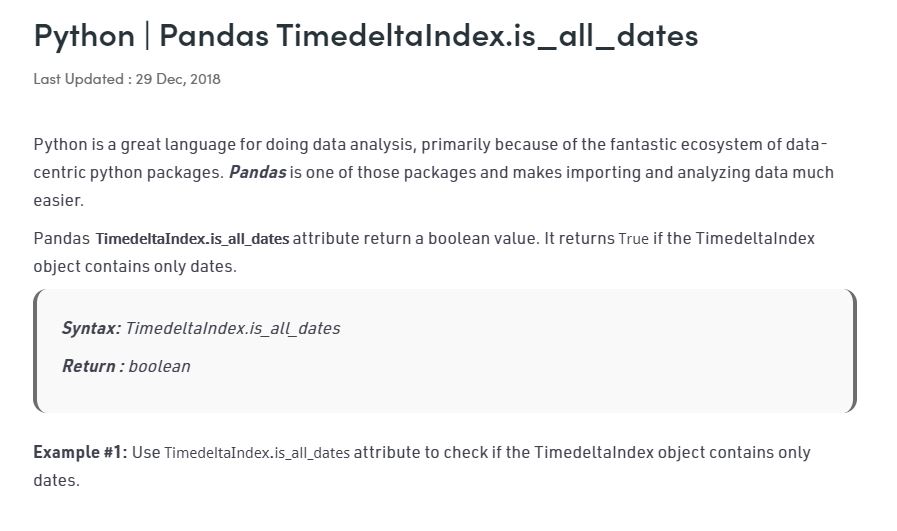 Python | Pandas TimedeltaIndex.is_all_dates
Last Updated : 29 Dec, 2018
Python is a great language for doing data analysis, primarily because of the fantastic ecosystem of data-
centric python packages. Pandas is one of those packages and makes importing and analyzing data much
easier.
Pandas TimedeltaIndex.is_all_dates attribute return a boolean value. It returns True if the TimedeltaIndex
object contains only dates.
Syntax: TimedeltaIndex.is_all_dates
Return : boolean
Example #1: Use TimedeltaIndex.is_all_dates attribute to check if the TimedeltaIndex object contains only
dates.